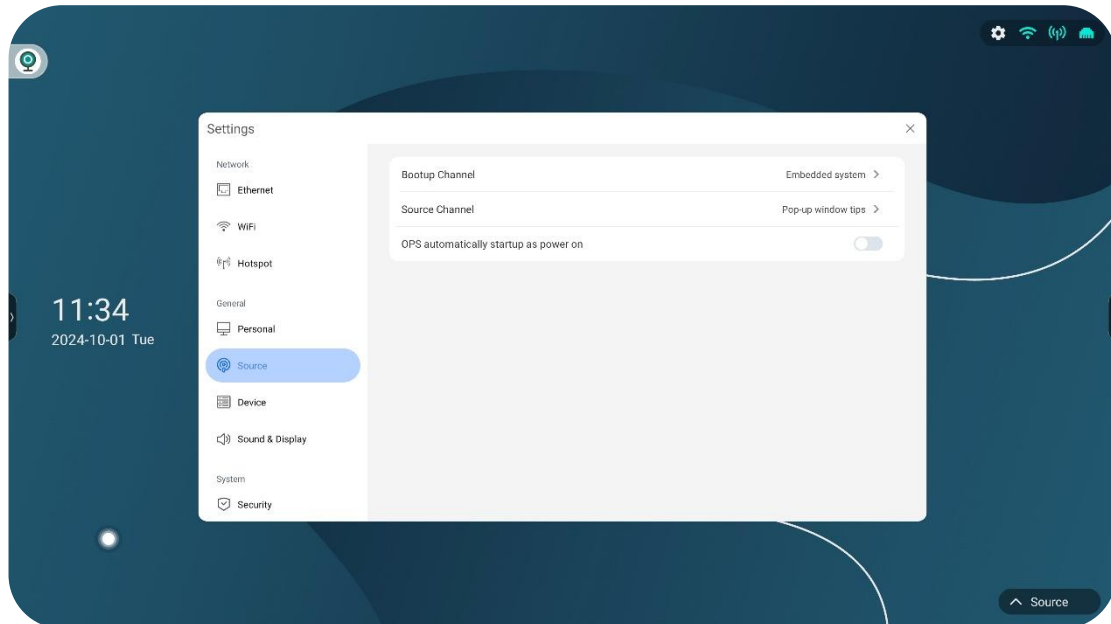 Settings
Network
Ethernet
WiFi
Hotspot
General
Personal
Source
Device
Sound & Display
System
Security
Bootup Channel Embedded system
Source Channel Pop-up window tips
OPS automatically startup as power on
11:34
2024-10-01 Tue
Source